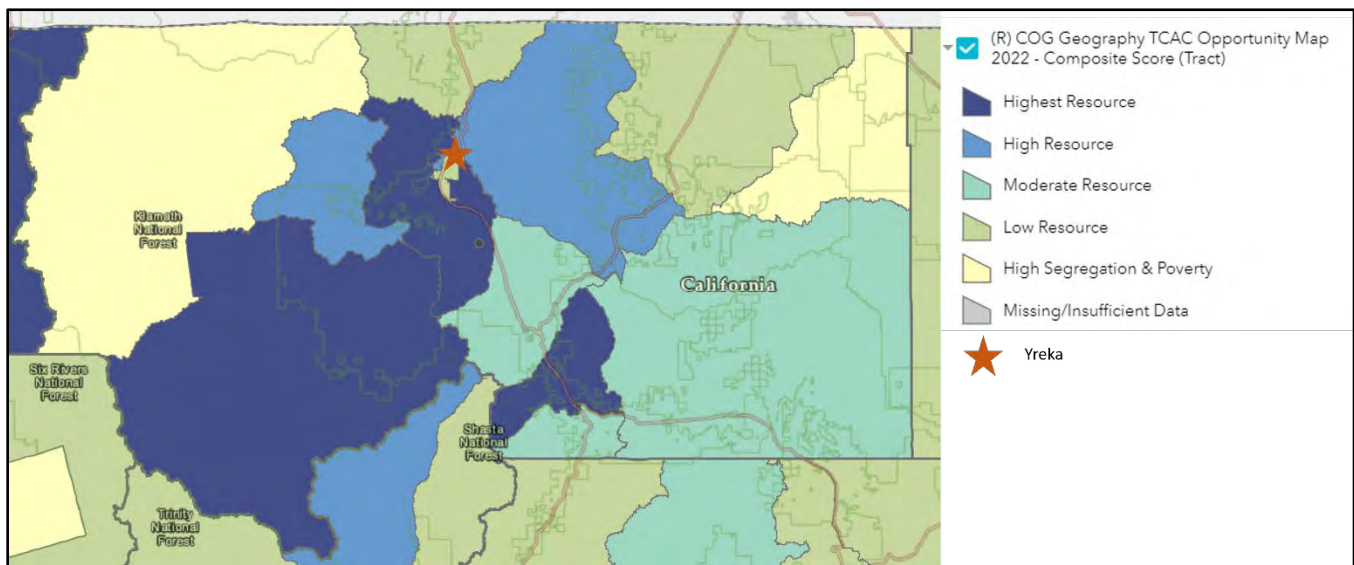 (R) COG Geography TCAC Opportunity Map
2022 - Composite Score (Tract)
Highest Resource
High Resource
Moderate Resource
Low Resource
High Segregation & Poverty
Missing/Insufficient Data
Yreka
Klamath
National
Forest
California
Six Rivers
National
Forest
Shasta
National
Forest
Trinity
National
Forest